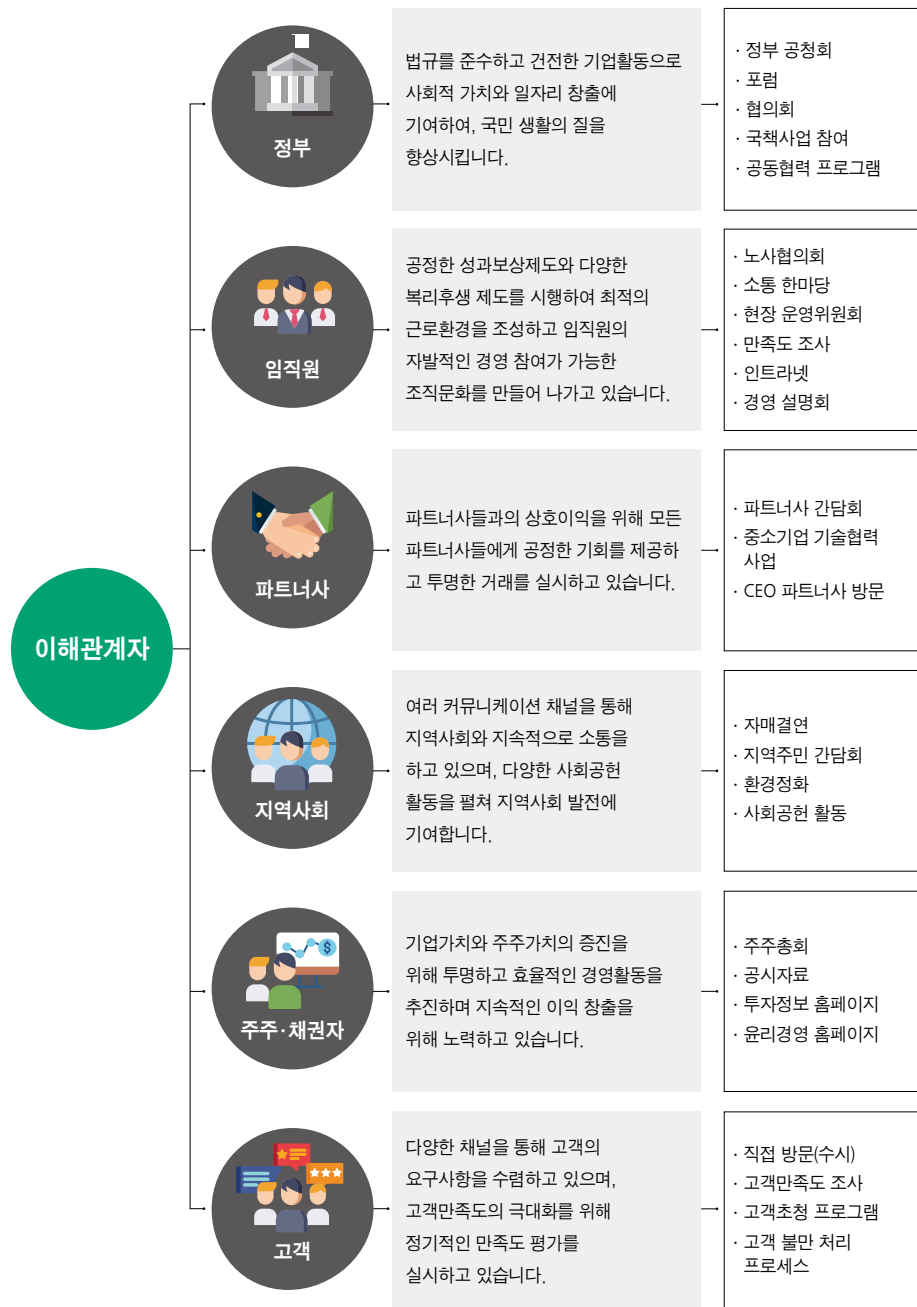 이해관계자
정부
법규를 준수하고 건전한 기업활동으로
사회적 가치와 일자리 창출에
기여하여, 국민 생활의 질을
향상시킵니다.
· 정부 공청회
· 포럼
· 협의회
· 국책사업 참여
· 공동협력 프로그램
임직원
공정한 성과보상제도와 다양한
복리후생 제도를 시행하여 최적의
근로환경을 조성하고 임직원의
자발적인 경영 참여가 가능한
조직문화를 만들어 나가고 있습니다.
· 노사협의회
· 소통 한마당
· 현장 운영위원회
· 만족도 조사
· 인트라넷
· 경영 설명회
파트너사
파트너사들과의 상호이익을 위해 모든
파트너사들에게 공정한 기회를 제공하
고 투명한 거래를 실시하고 있습니다.
· 파트너사 간담회
· 중소기업 기술협력
사업
· CEO 파트너사 방문
지역사회
여러 커뮤니케이션 채널을 통해
지역사회와 지속적으로 소통을
하고 있으며, 다양한 사회공헌
활동을 펼쳐 지역사회 발전에
기여합니다.
· 자매결연
· 지역주민 간담회
· 환경정화
· 사회공헌 활동
주주·채권자
기업가치와 주주가치의 증진을
위해 투명하고 효율적인 경영활동을
추진하며 지속적인 이익 창출을
위해 노력하고 있습니다.
· 주주총회
· 공시자료
· 투자정보 홈페이지
· 윤리경영 홈페이지
고객
다양한 채널을 통해 고객의
요구사항을 수렴하고 있으며,
고객만족도의 극대화를 위해
정기적인 만족도 평가를
실시하고 있습니다.
· 직접 방문(수시)
· 고객만족도 조사
· 고객초청 프로그램
· 고객 불만 처리
프로세스